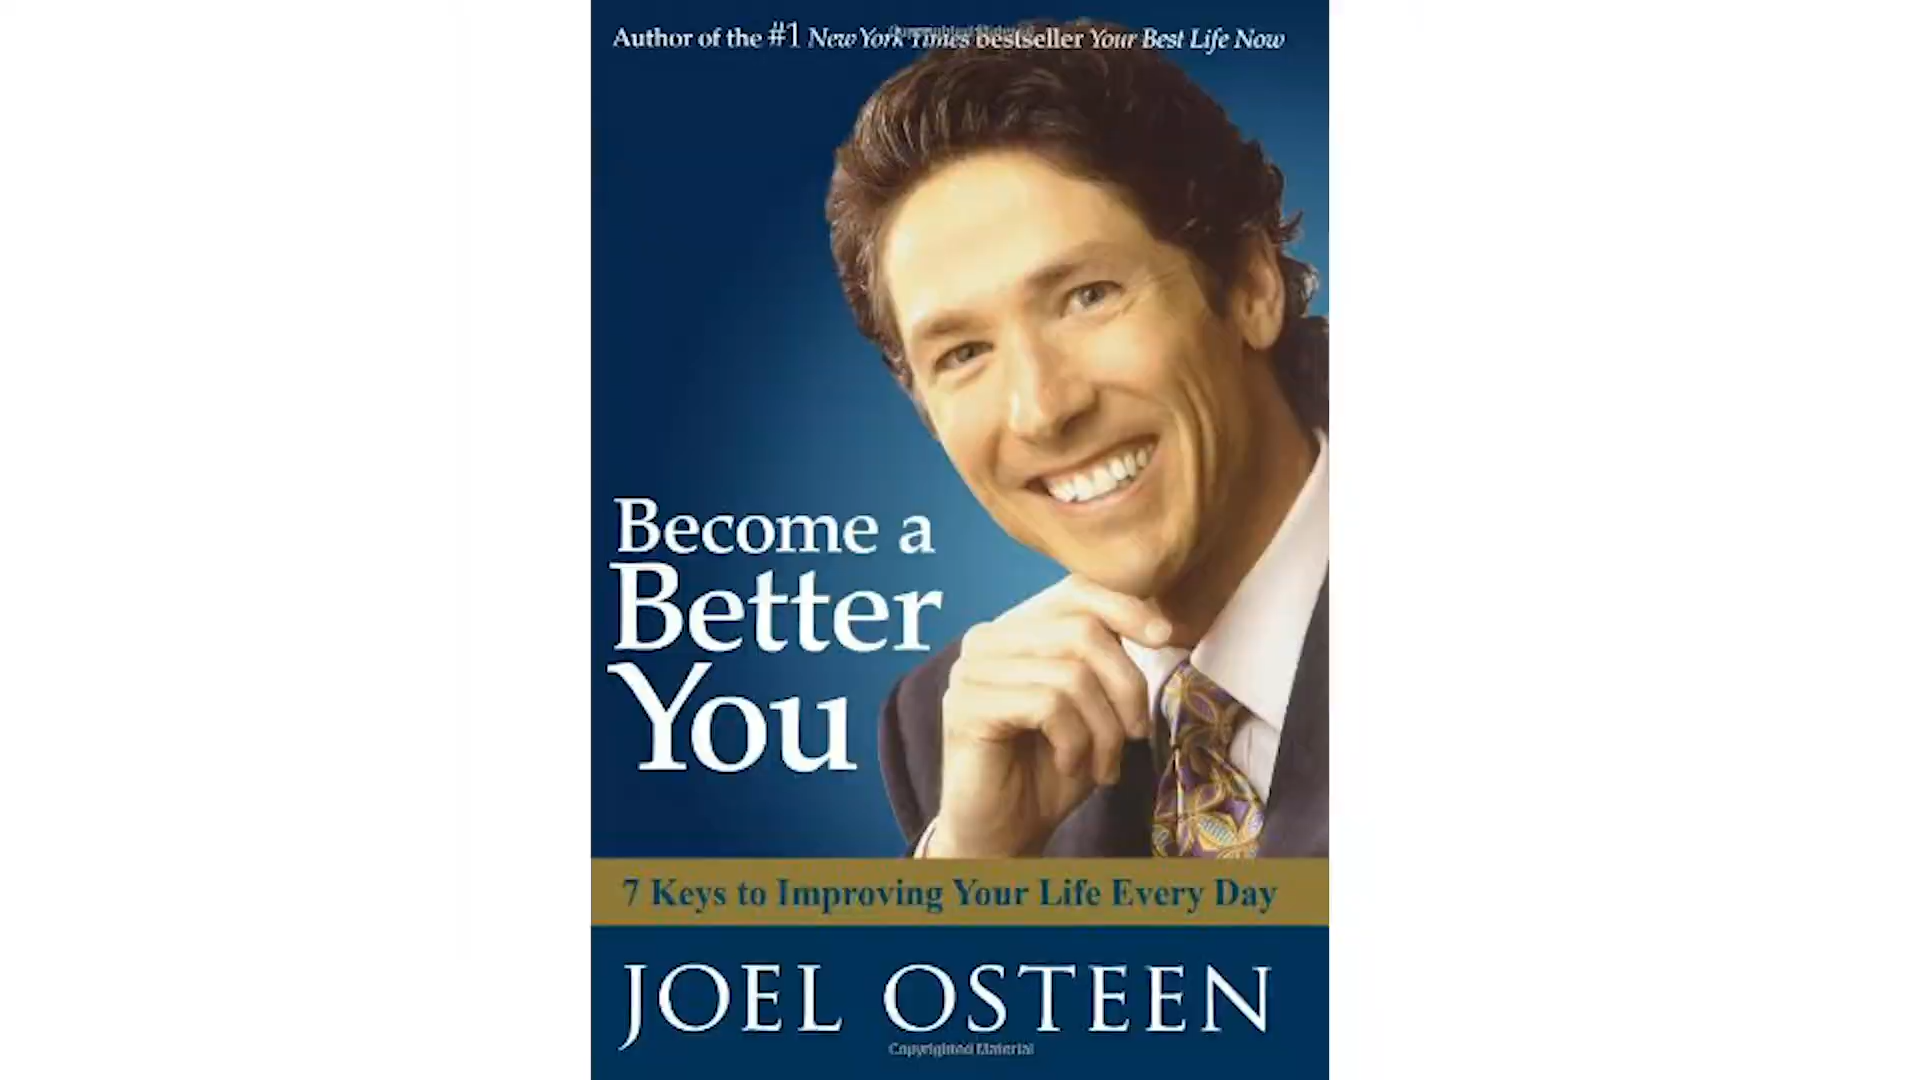 Author of the #1 New York Times bestseller Your Best Life Now
Become a
Better
You
7 Keys to Improving Your Life Every Day
JOEL OSTEEN
Copyrighted Material